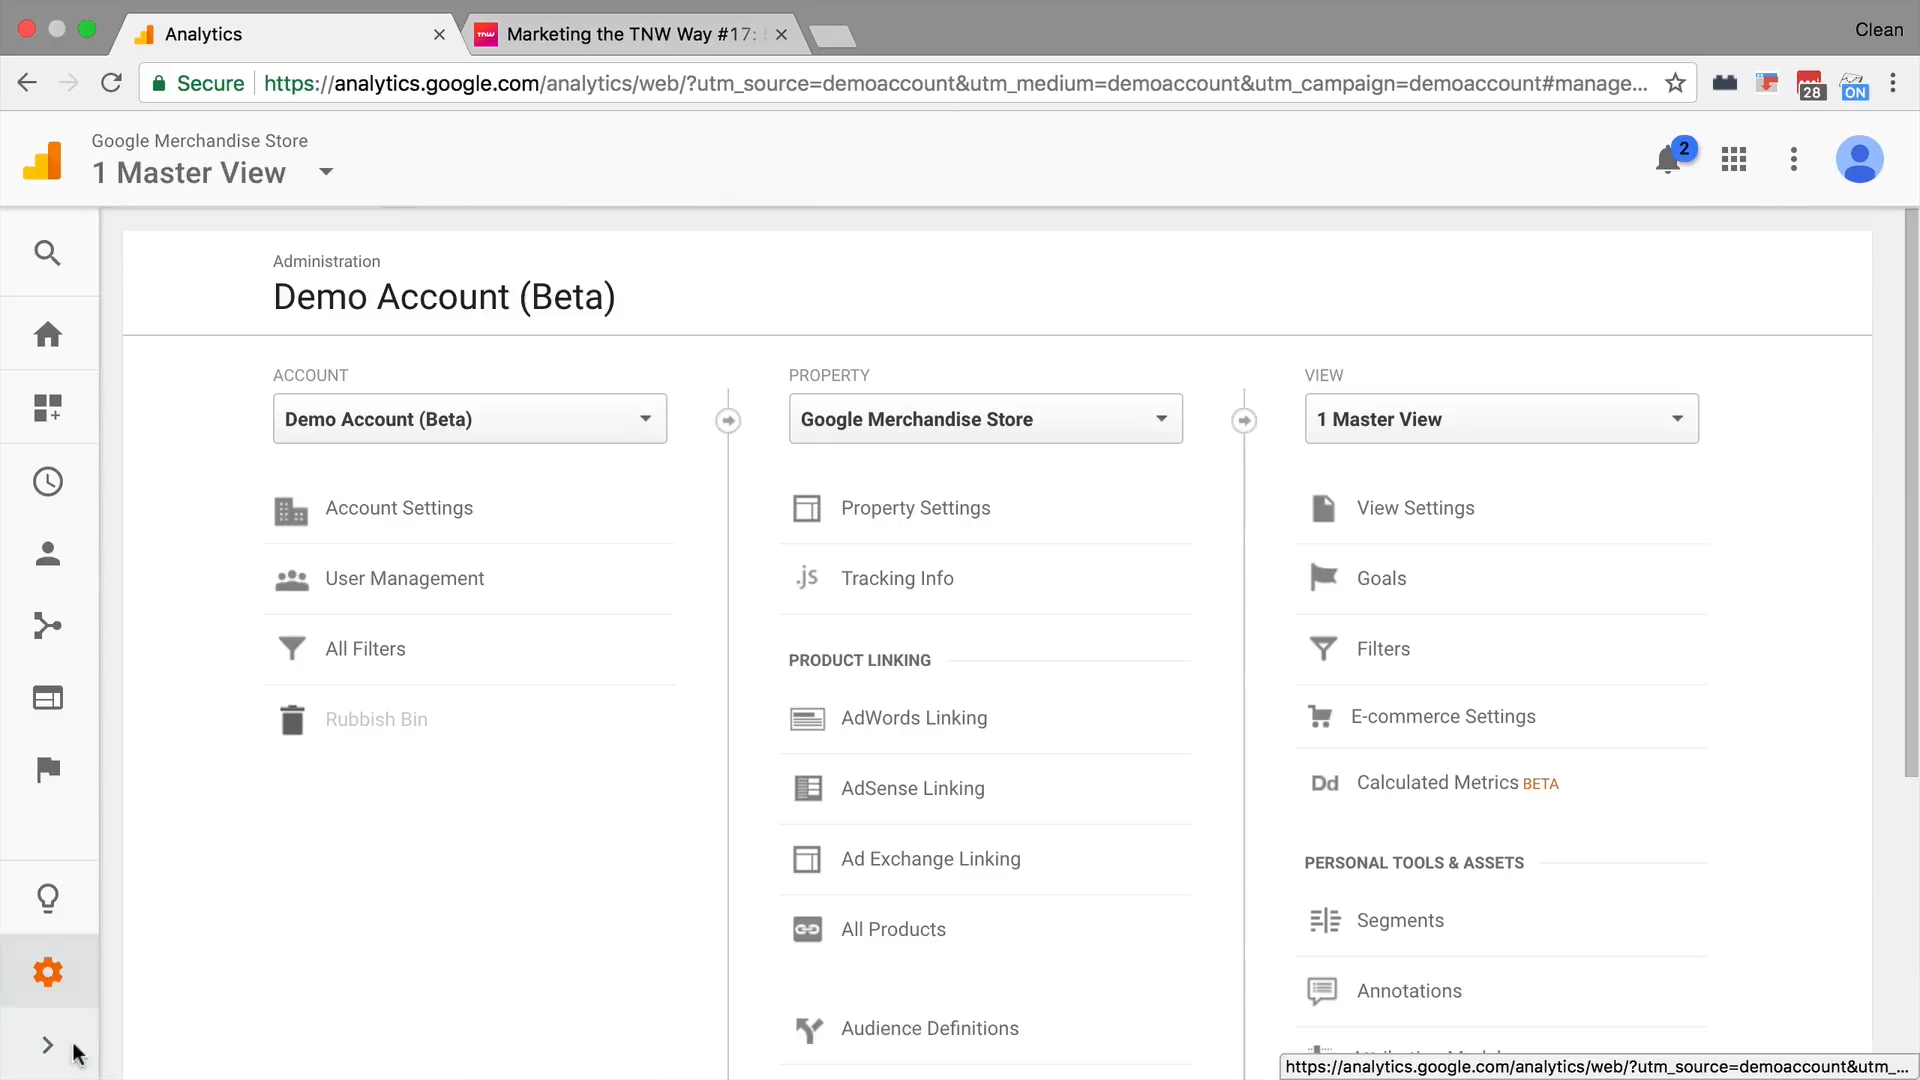 Analytics
Marketing the TNW Way #17:
Clean
Secure
https://analytics.google.com/analytics/web/?utm_source=demoaccount&utm_medium=demoaccount&utm_campaign=demoaccount#manage...
28
ON
Google Merchandise Store
1 Master View
2
Administration
Demo Account (Beta)
ACCOUNT
PROPERTY
VIEW
Demo Account (Beta)
Google Merchandise Store
1 Master View
Account Settings
Property Settings
View Settings
User Management
.js Tracking Info
Goals
All Filters
PRODUCT LINKING
Filters
Rubbish Bin
AdWords Linking
E-commerce Settings
AdSense Linking
Dd Calculated Metrics BETA
Ad Exchange Linking
PERSONAL TOOLS & ASSETS
All Products
Segments
Annotations
Audience Definitions
https://analytics.google.com/analytics/web/?utm_source=demoaccount&utm_...